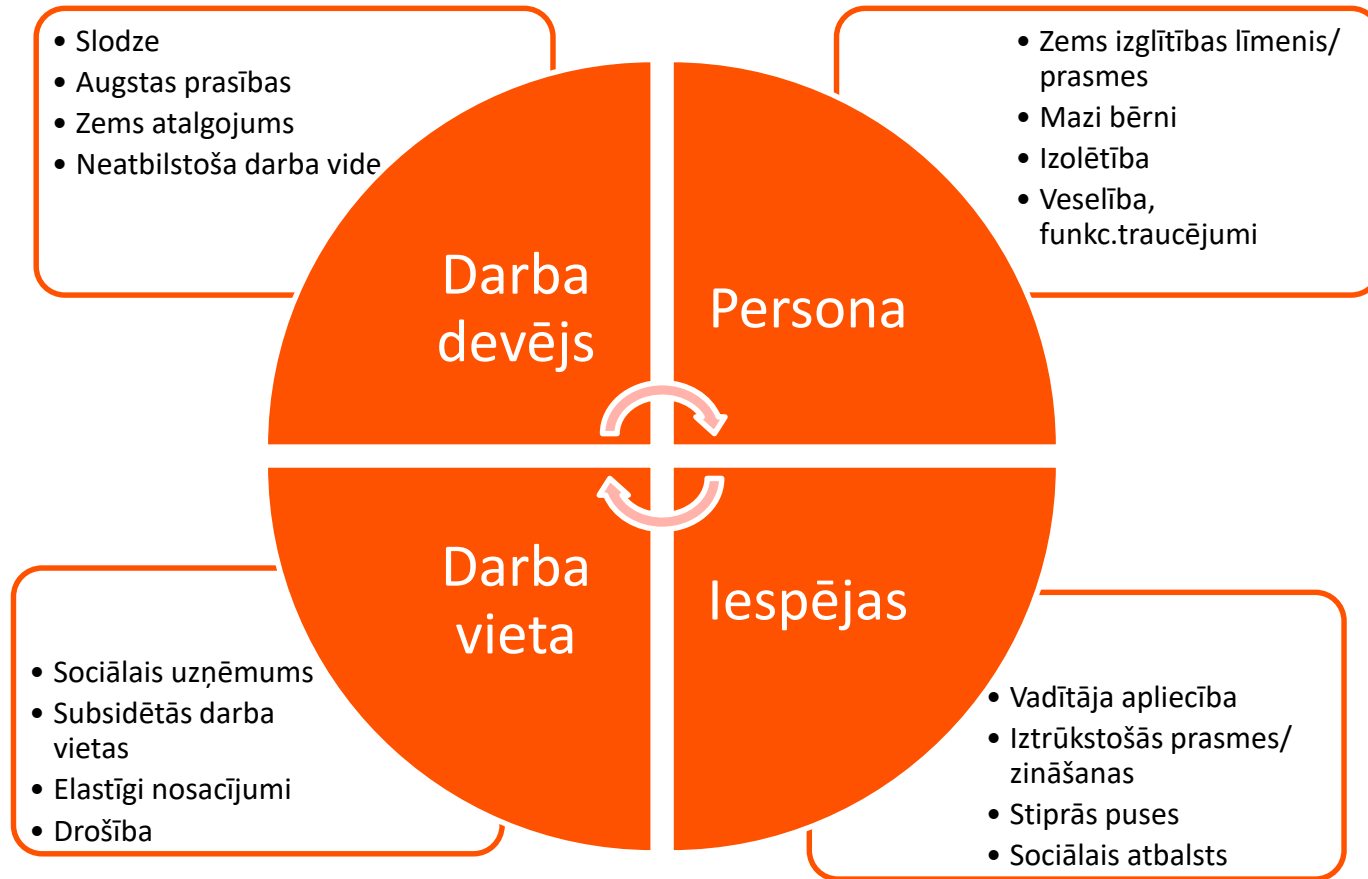 • Slodze
• Augstas prasības
• Zems atalgojums
• Neatbilstoša darba vide
• Zems izglītības līmenis/
prasmes
• Mazi bērni
• Izolētība
• Veselība,
funkc.traucējumi
Darba
devējs
Persona
Darba
vieta
Iespējas
• Sociālais uzņēmums
• Subsidētās darba
vietas
• Elastīgi nosacījumi
• Drošība
• Vadītāja apliecība
• Iztrūkstošās prasmes/
zināšanas
• Stiprās puses
• Sociālais atbalsts